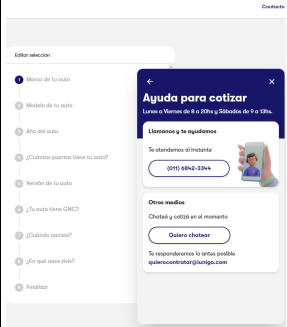 Contacto
Editar seleccion
1 Marca de tu auto
2 Modelo de tu auto
3 Año del auto
4 ¿Cuántas puertas tiene tu auto?
5 Versión de tu auto
6 ¿Tu auto tiene GNC?
7 ¿Cuándo naciste?
8 ¿En qué zona vivís?
9 Finalizar
Ayuda para cotizar
Lunes a Viernes de 8 a 20hs y Sábados de 9 a 13hs.
Llamanos y te ayudamos
Te atendemos al instante
(011) 6842-3344
Otros medios
Chateá y cotizá en el momento
Quiero chatear
Te responderemos lo antes posible
quierocontratar@iunigo.com